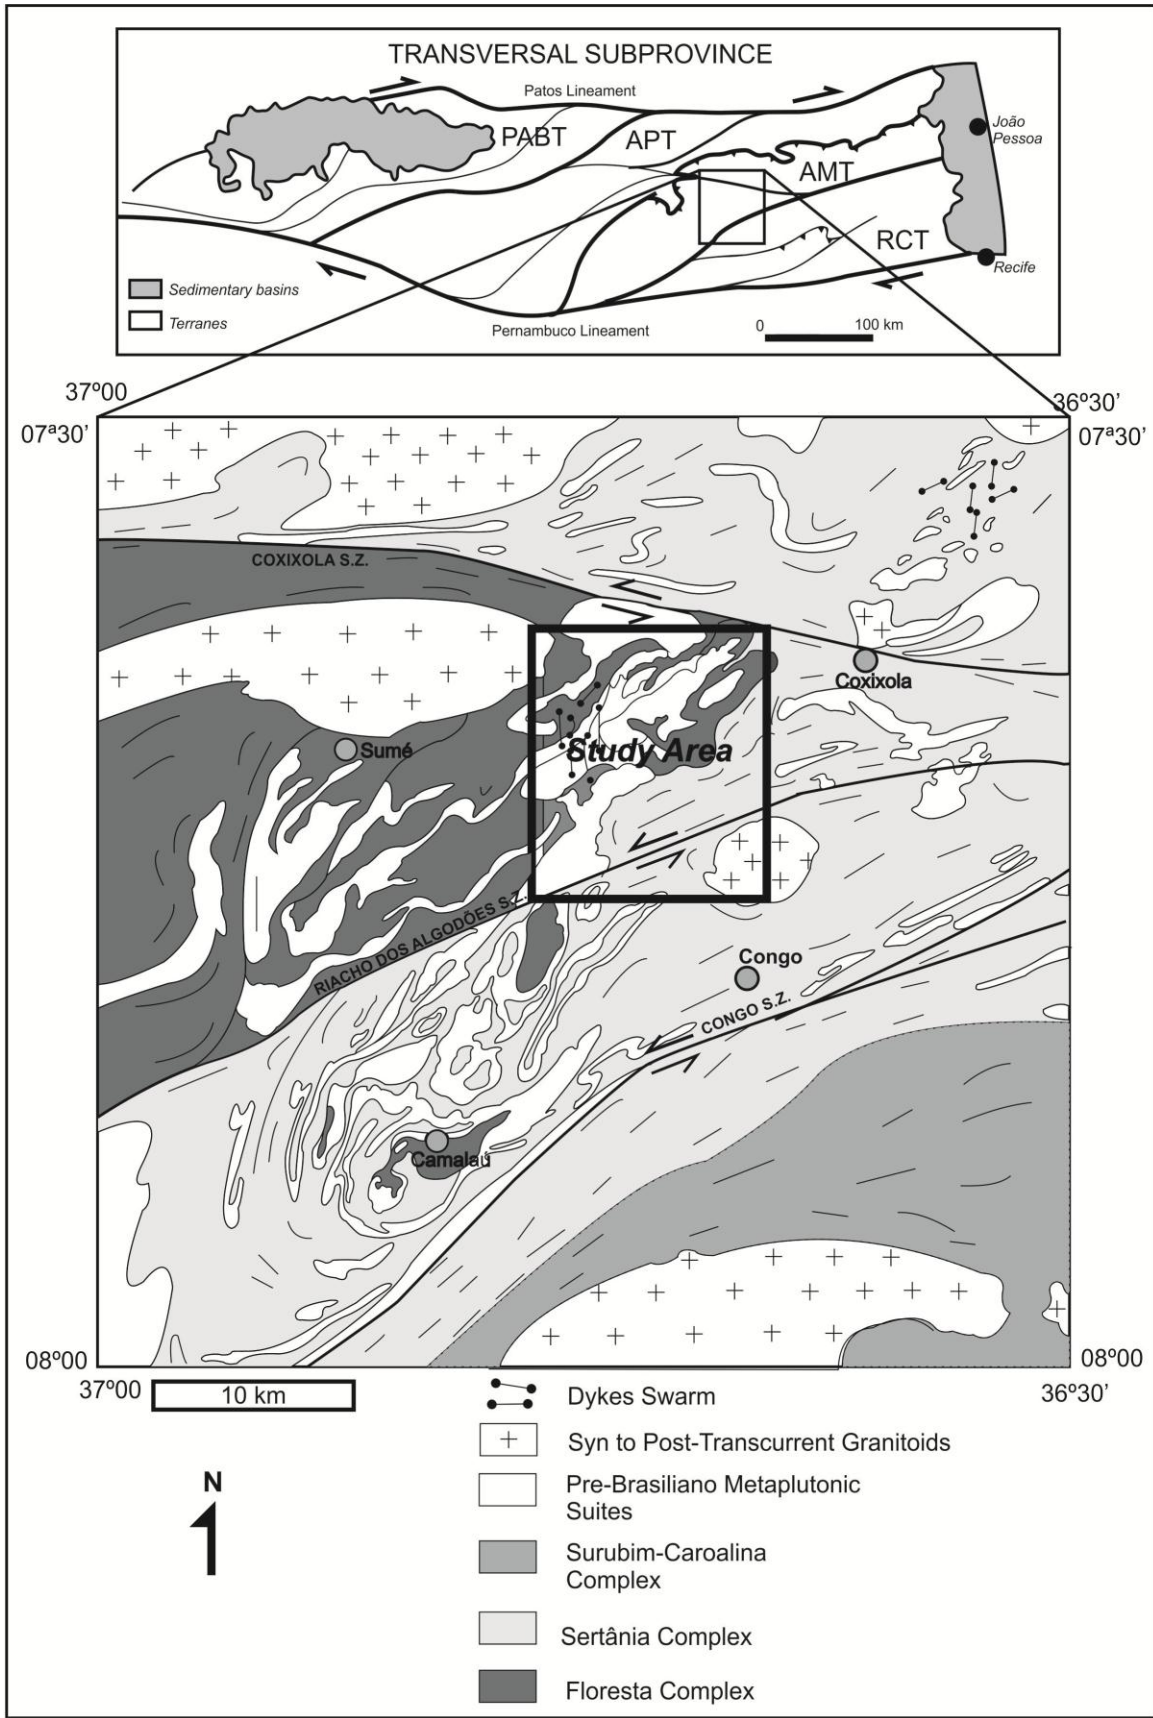 TRANSVERSAL SUBPROVINCE
Patos Lineament
João
Pessoa
PABT
APT
AMT
RCT
Recife
Sedimentary basins
Terranes
Pernambuco Lineament
0
100 km
37º00
36º30’
07ª30’
07ª30’
COXIXOLA S.Z.
Coxixola
Sumé
Study Area
RIACHO DOS ALGODÕES S.Z.
Congo
CONGO S.Z.
Camalaú
08º00
08º00
37º00
36º30’
10 km
N
Dykes Swarm
Syn to Post-Transcurrent Granitoids
Pre-Brasiliano Metaplutonic
Suites
Surubim-Caroalina
Complex
Sertânia Complex
Floresta Complex